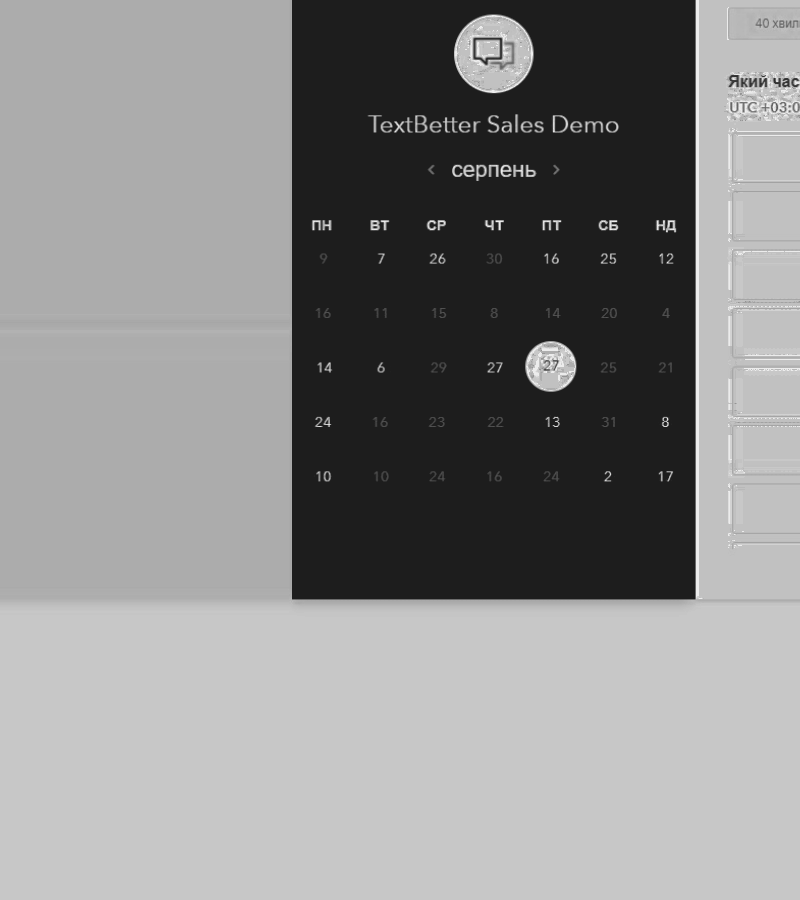 TextBetter Sales Demo
< серпень >
ПН ВТ СР ЧТ ПТ СБ НД
9 7 26 30 16 25 12
16 11 15 8 14 20 4
14 6 29 27 27 25 21
24 16 23 22 13 31 8
10 10 24 16 24 2 17
40 хвил
Який час
UTC +03:0